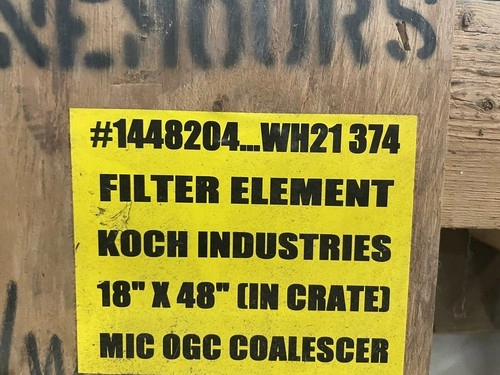 #1448204...WH21 374
FILTER ELEMENT
KOCH INDUSTRIES
18" X 48" (IN CRATE)
MIC OGC COALESCER